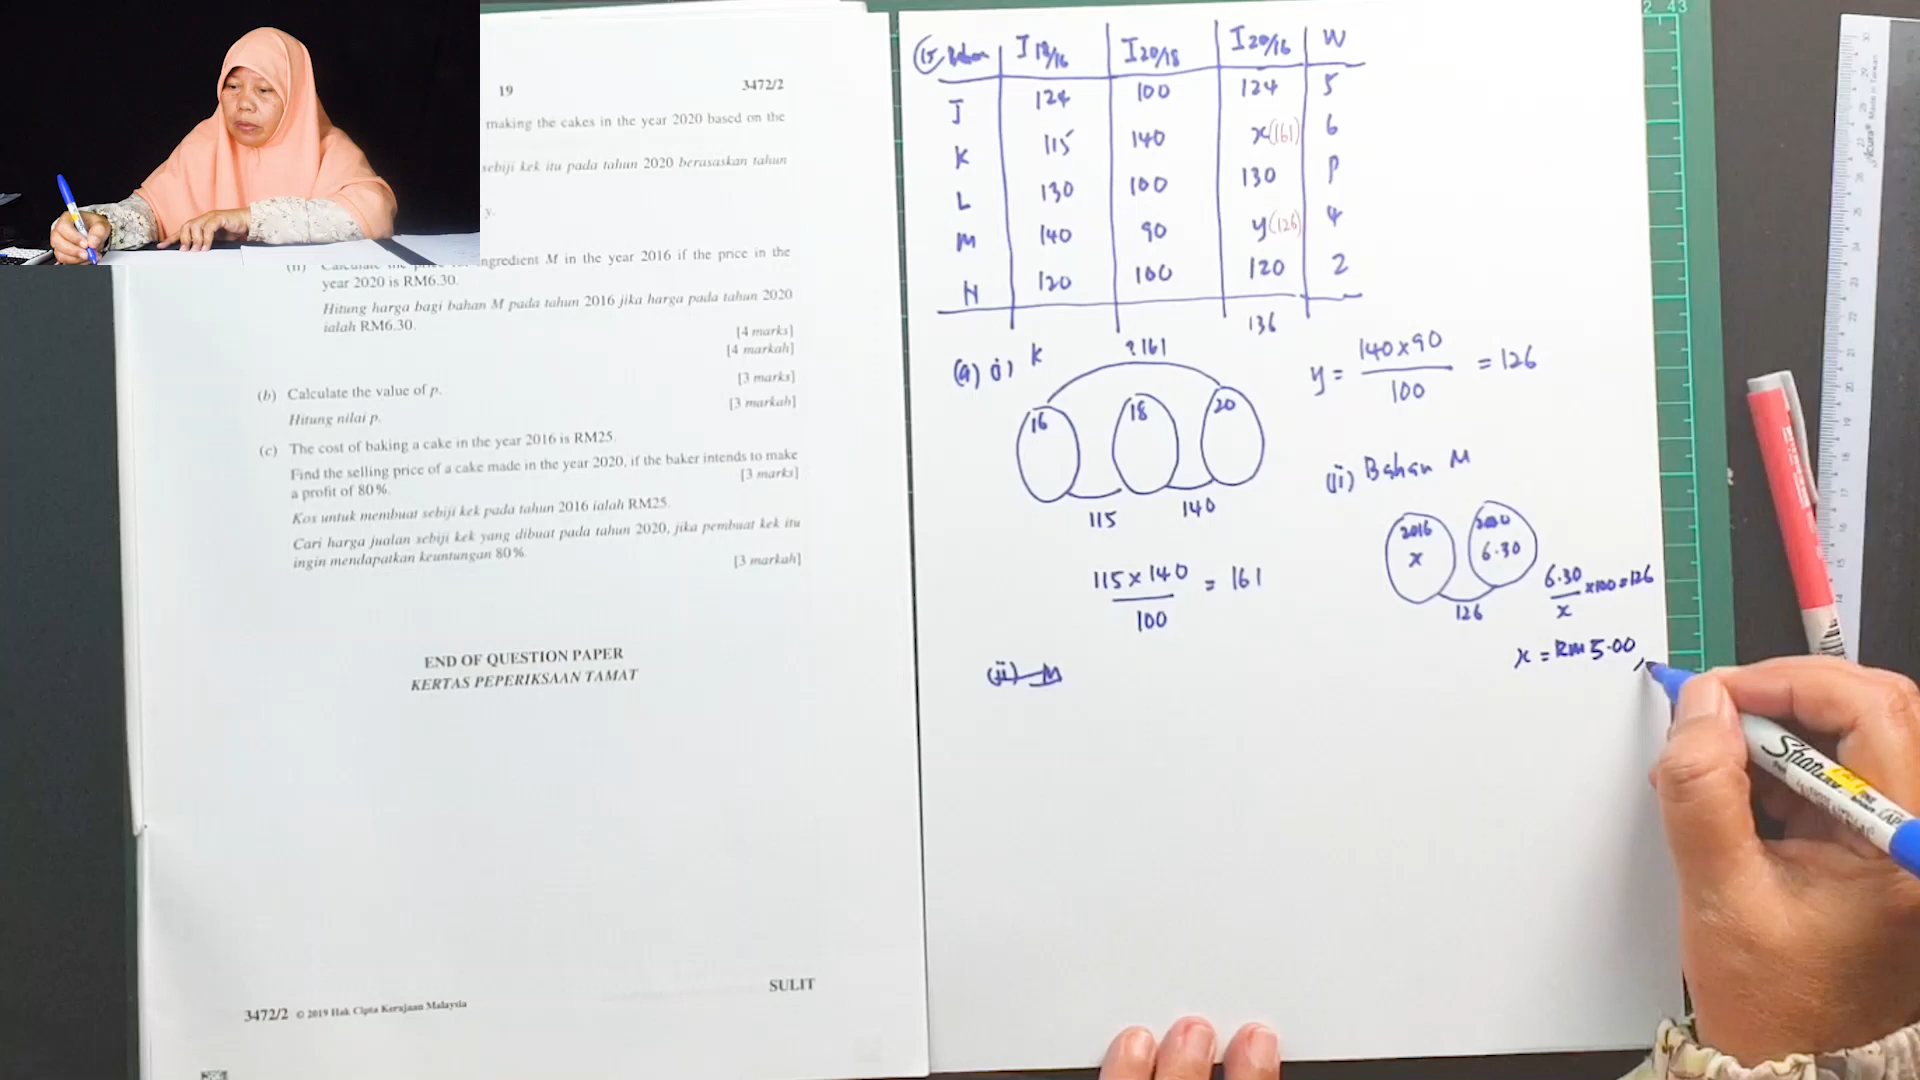 19
3472/2
making the cakes in the year 2020 based on the
sebiji kek itu pada tahun 2020 berasaskan tahun
y.
ingredient M in the year 2016 if the price in the
year 2020 is RM6.30.
Hitung harga bagi bahan M pada tahun 2016 jika harga pada tahun 2020
ialah RM6.30.
[4 marks]
[4 markah]
(b) Calculate the value of p. [3 marks]
Hitung nilai p. [3 markah]
(c) The cost of baking a cake in the year 2016 is RM25.
Find the selling price of a cake made in the year 2020, if the baker intends to make
a profit of 80%. [3 marks]
Kos untuk membuat sebiji kek pada tahun 2016 ialah RM25.
Cari harga jualan sebiji kek yang dibuat pada tahun 2020, jika pembuat kek itu
ingin mendapatkan keuntungan 80%. [3 markah]
END OF QUESTION PAPER
KERTAS PEPERIKSAAN TAMAT
SULIT
3472/2 © 2019 Hak Cipta Kerajaan Malaysia
15 Bahan I 18/16 I 20/18 I 20/16 W
J 124 100 124 5
K 115 140 x(161) 6
L 130 100 130 P
M 140 90 y(126) 4
N 120 100 120 2
136
(a) i) K ? 161
16 18 20
115 140
115 x 140 = 161
100
(ii) M
y = 140 x 90 = 126
100
(ii) Bahan M
2016 2020
x 6.30
126
6.30 x 100 = 126
x
x = RM 5.00
2 43